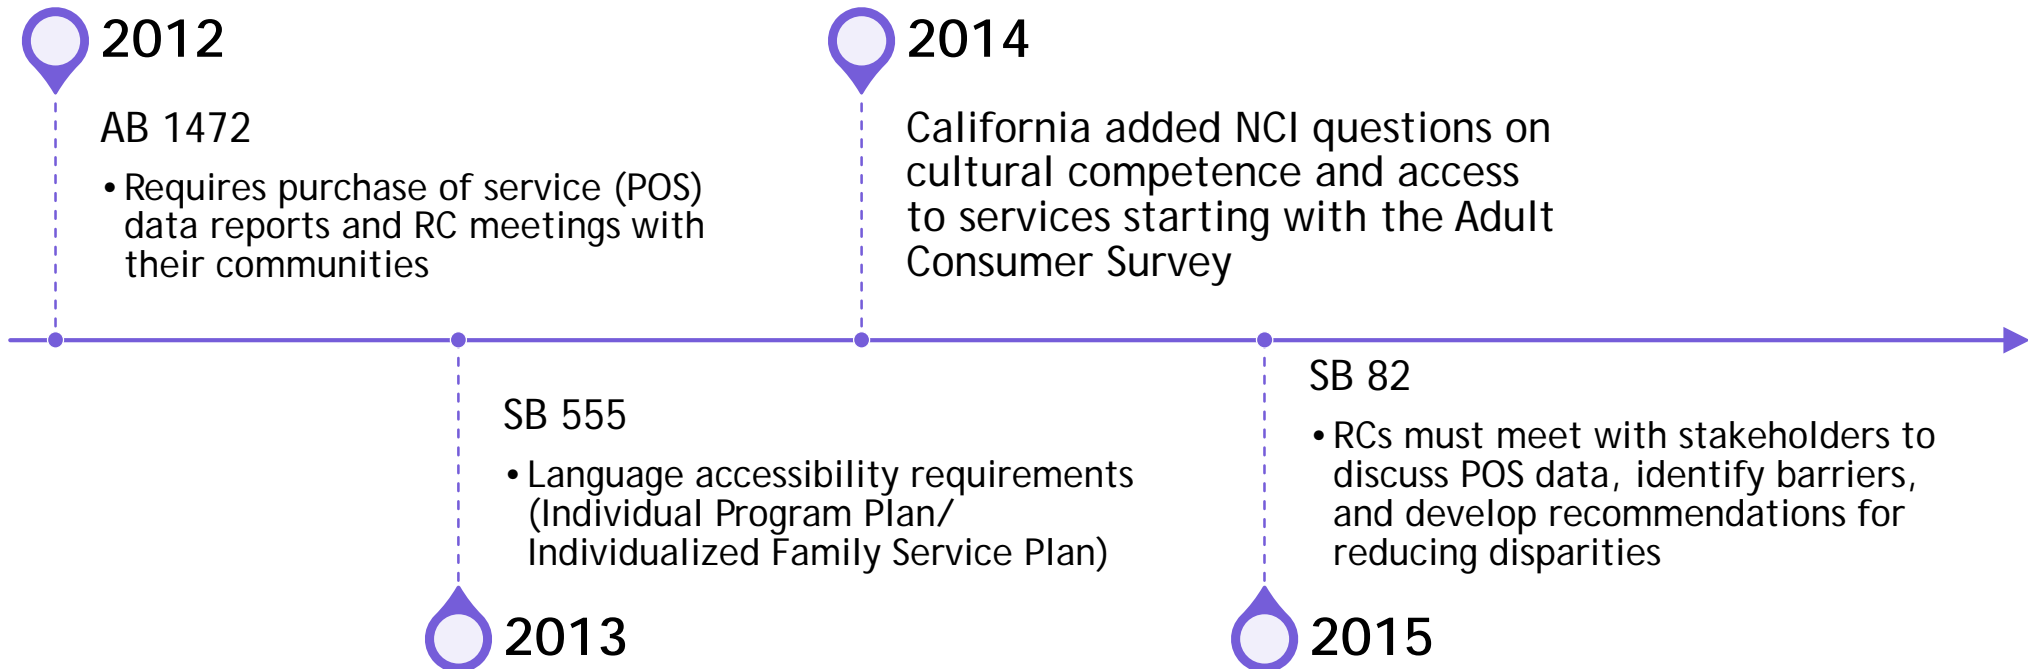 2012
AB 1472
• Requires purchase of service (POS)
data reports and RC meetings with
their communities
2013
SB 555
• Language accessibility requirements
(Individual Program Plan/
Individualized Family Service Plan)
2014
California added NCI questions on
cultural competence and access
to services starting with the Adult
Consumer Survey
2015
SB 82
• RCs must meet with stakeholders to
discuss POS data, identify barriers,
and develop recommendations for
reducing disparities